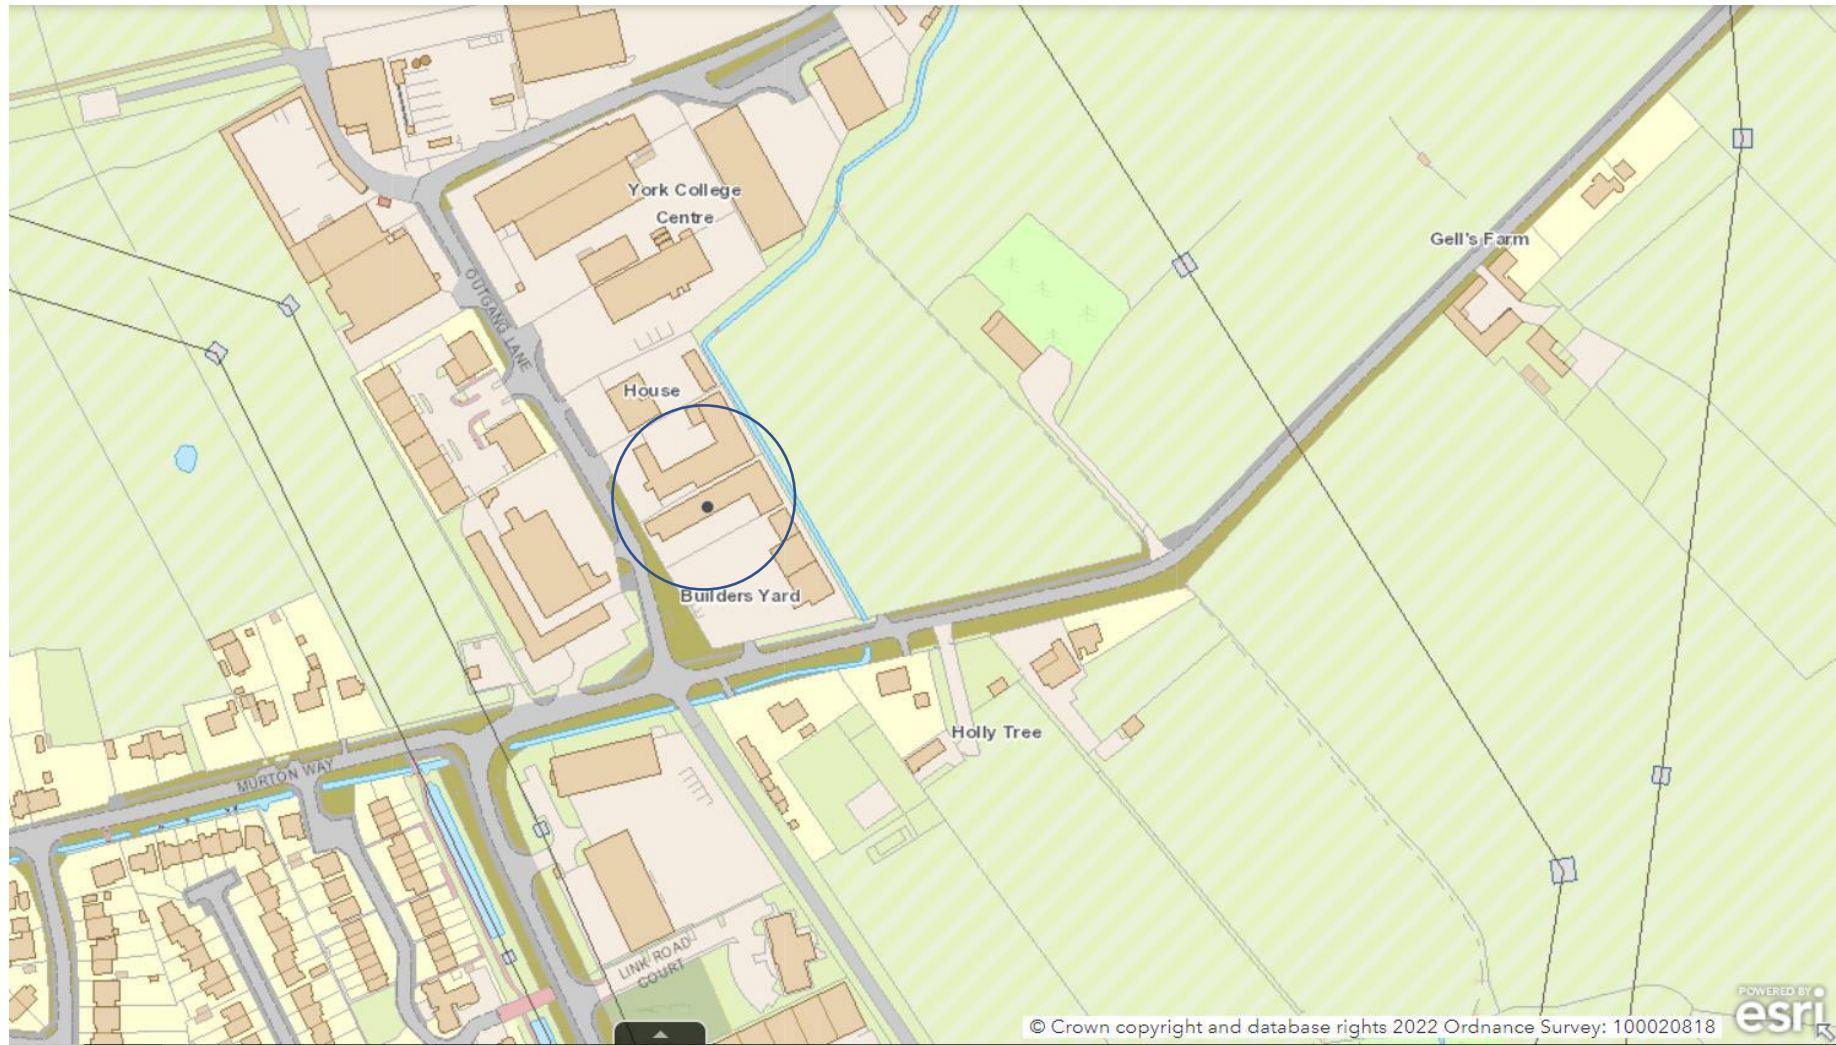 York College
Centre
Gell's Farm
OUTGANG LANE
House
Builders Yard
Holly Tree
MURTON WAY
LINK ROAD
COURT
POWERED BY
esri
© Crown copyright and database rights 2022 Ordnance Survey: 100020818